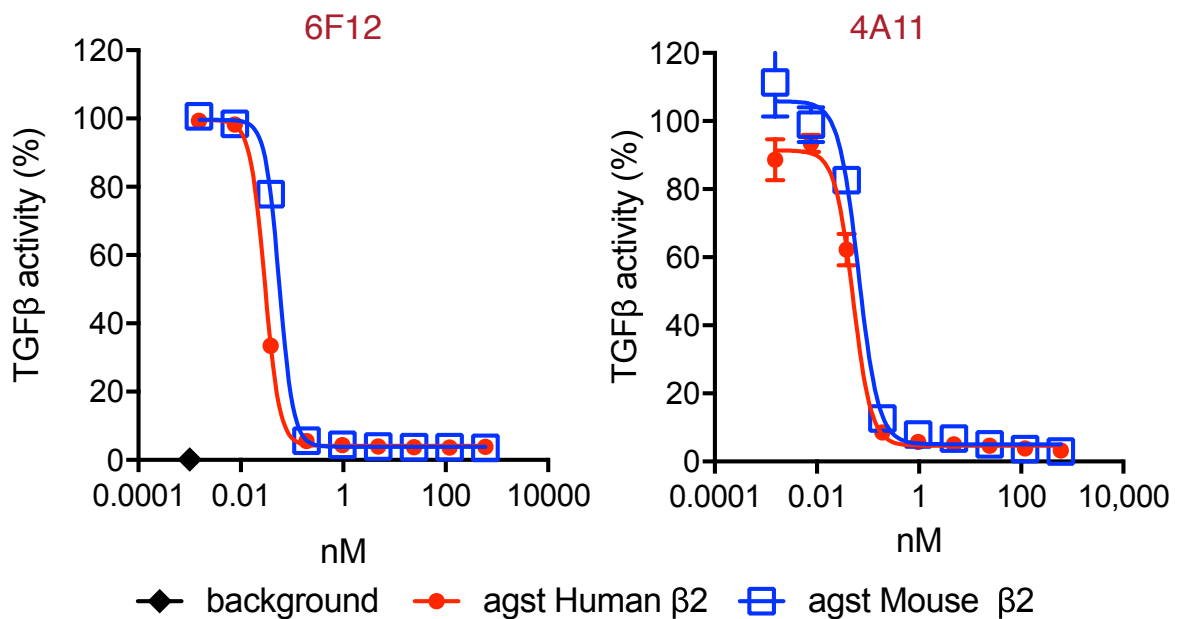 6F12
120
100
80
60
40
20
0
TGFβ activity (%)
0.0001 0.01 1 100 10000
nM
4A11
120
100
80
60
40
20
0
TGFβ activity (%)
0.0001 0.01 1 100 10,000
nM
background agst Human β2 agst Mouse β2